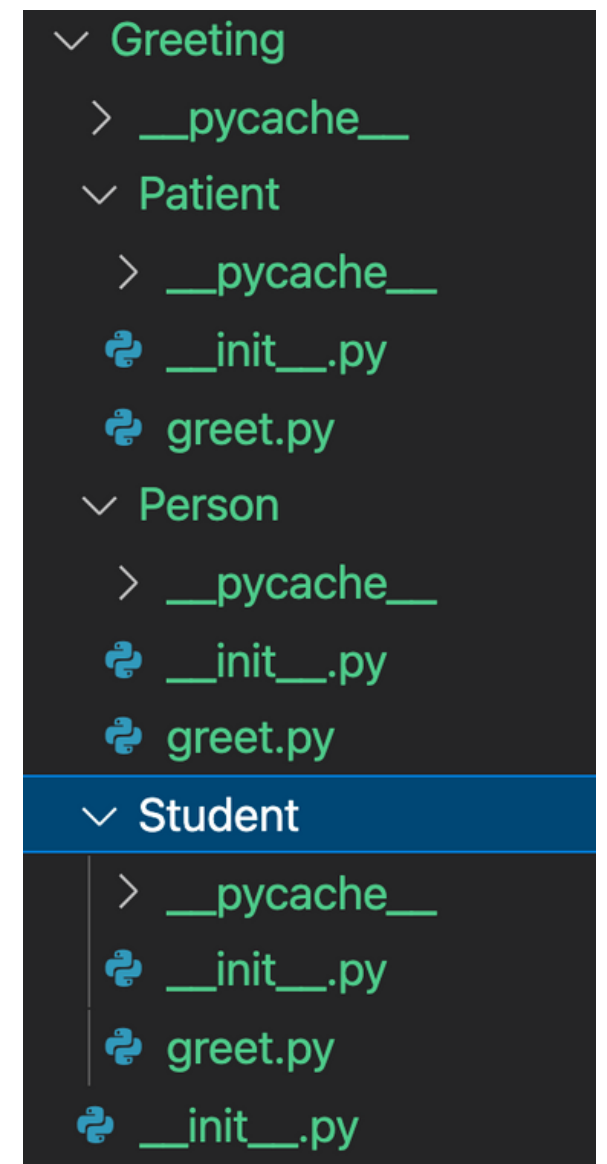 Greeting
__pycache__
Patient
__pycache__
__init__.py
greet.py
Person
__pycache__
__init__.py
greet.py
Student
__pycache__
__init__.py
greet.py
__init__.py